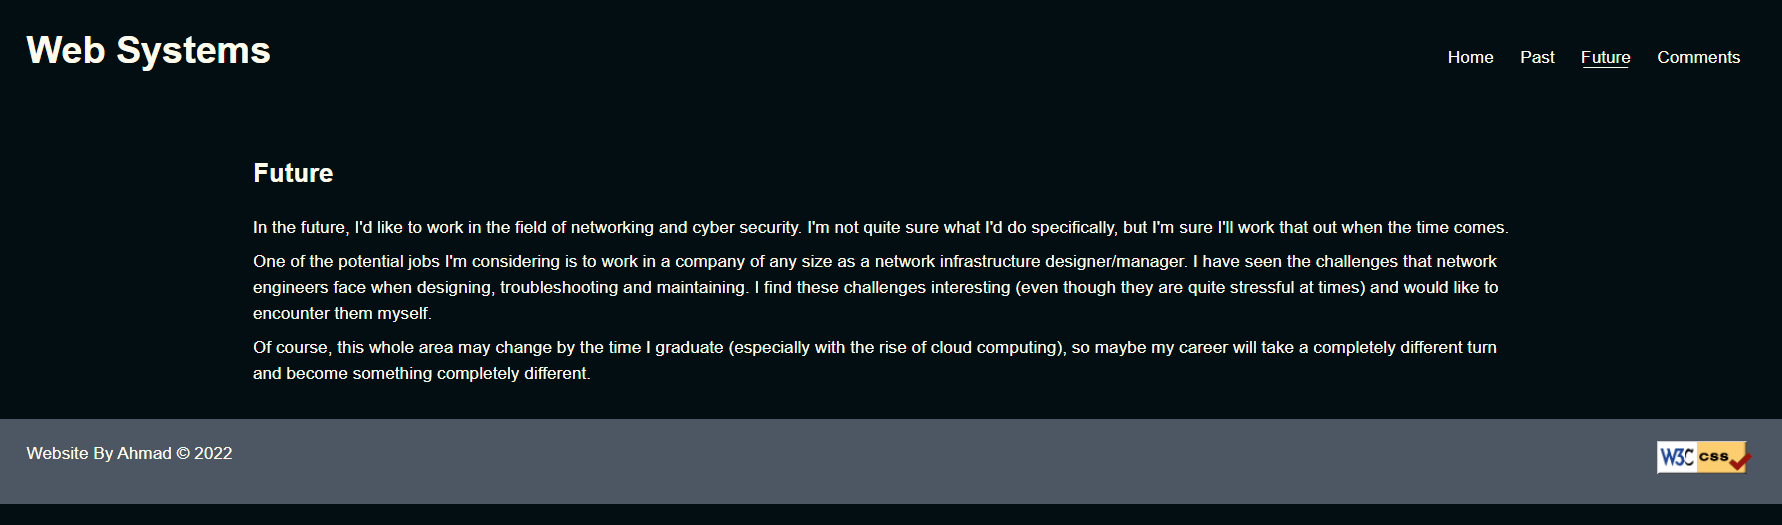 Web Systems
Home Past Future Comments
Future
In the future, I'd like to work in the field of networking and cyber security. I'm not quite sure what I'd do specifically, but I'm sure I'll work that out when the time comes.
One of the potential jobs I'm considering is to work in a company of any size as a network infrastructure designer/manager. I have seen the challenges that network
engineers face when designing, troubleshooting and maintaining. I find these challenges interesting (even though they are quite stressful at times) and would like to
encounter them myself.
Of course, this whole area may change by the time I graduate (especially with the rise of cloud computing), so maybe my career will take a completely different turn
and become something completely different.
Website By Ahmad © 2022
W3C css